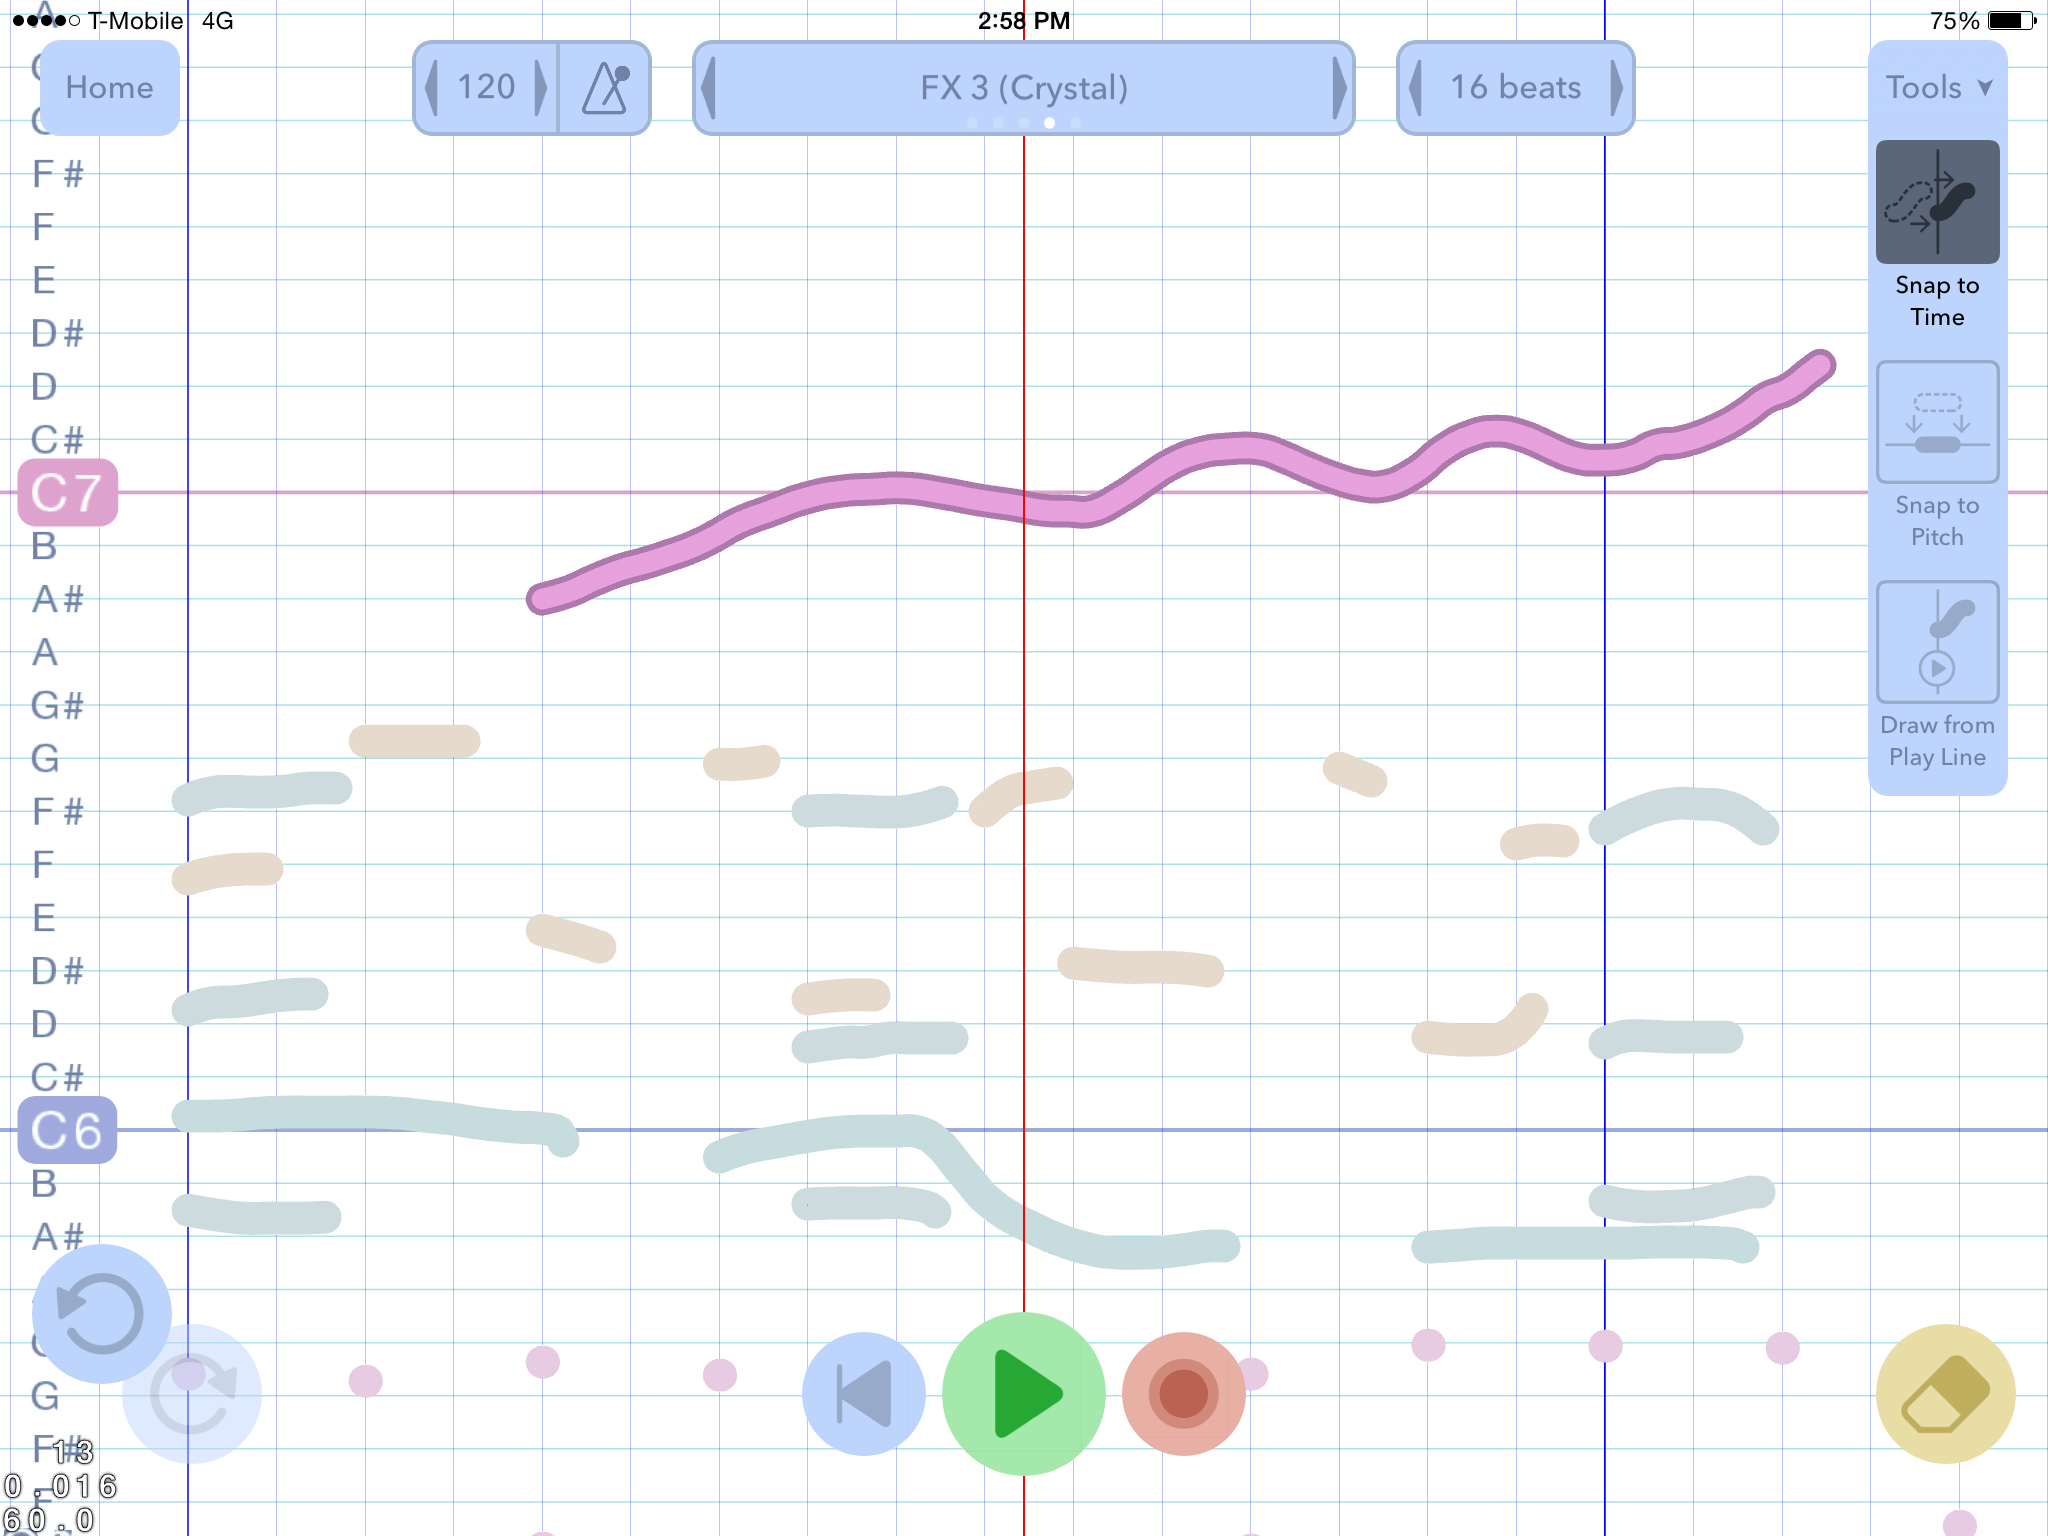 T-Mobile 4G 2:58 PM 75%
Home 120 FX 3 (Crystal) 16 beats Tools
F#
F
E
D#
D
C#
C7
B
A#
A
G#
G
F#
F
E
D#
D
C#
C6
B
A#
G
F#
Snap to
Time
Snap to
Pitch
Draw from
Play Line
13
0.016
60.0